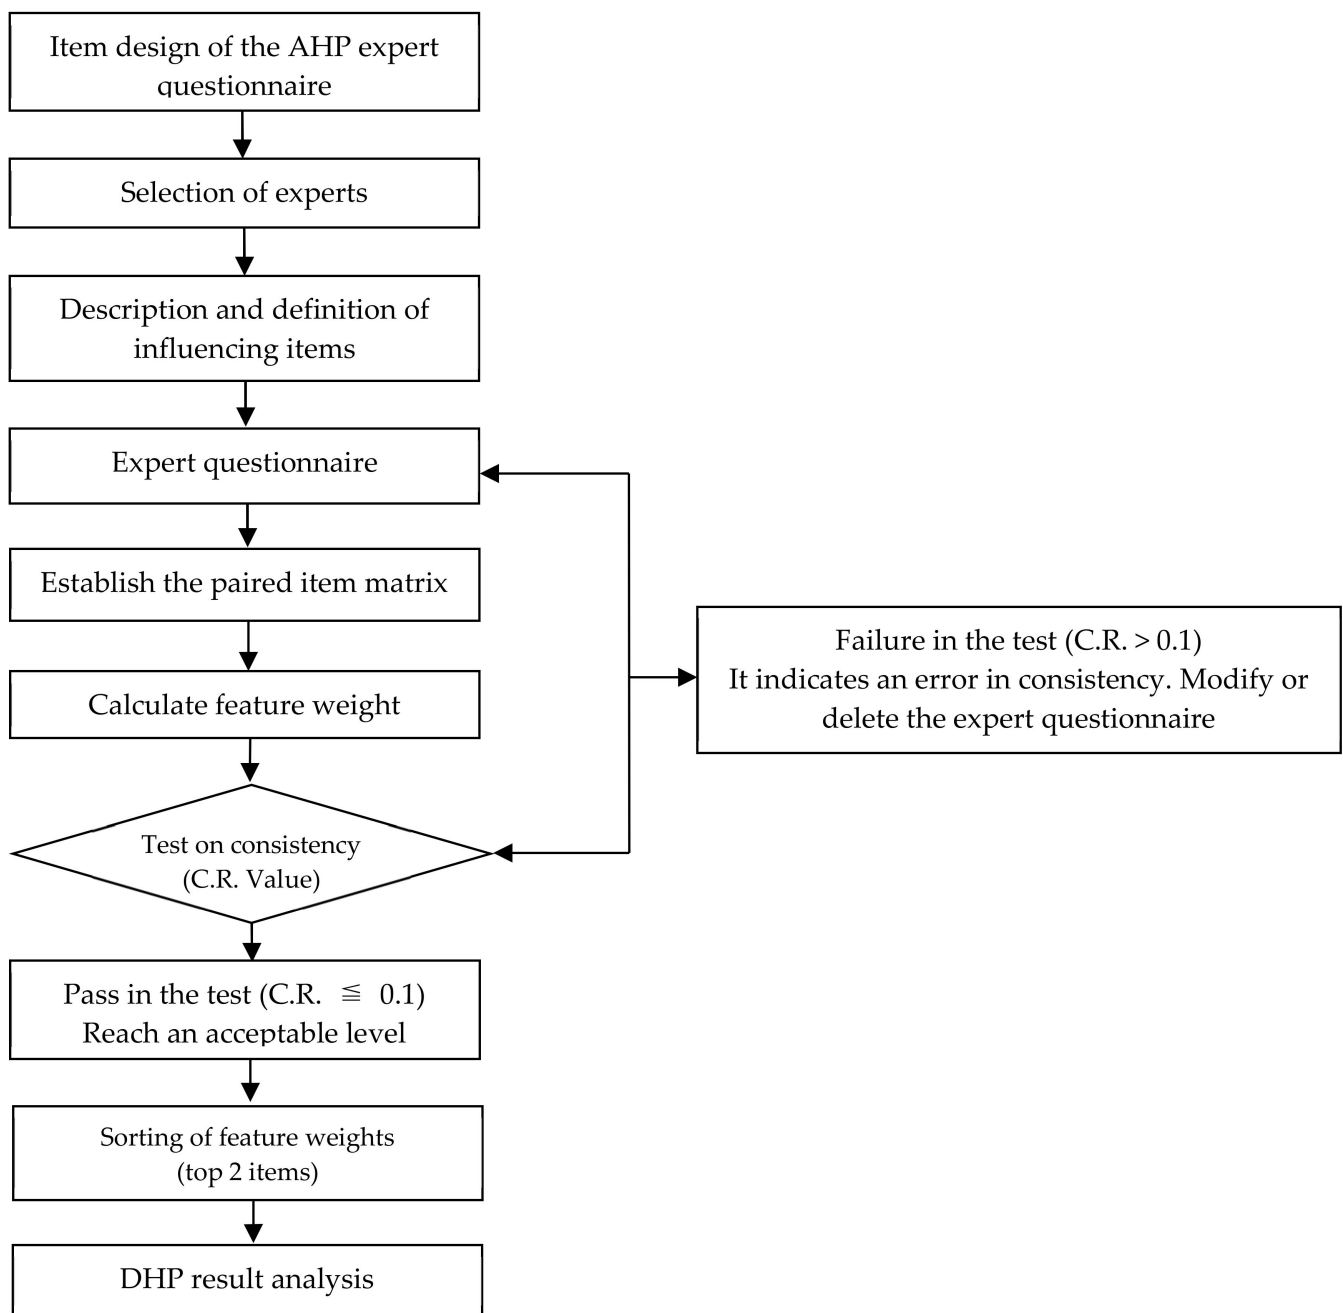 Item design of the AHP expert
questionnaire
Selection of experts
Description and definition of
influencing items
Expert questionnaire
Establish the paired item matrix
Calculate feature weight
Failure in the test (C.R. > 0.1)
It indicates an error in consistency. Modify or
delete the expert questionnaire
Test on consistency
(C.R. Value)
Pass in the test (C.R. ≦ 0.1)
Reach an acceptable level
Sorting of feature weights
(top 2 items)
DHP result analysis